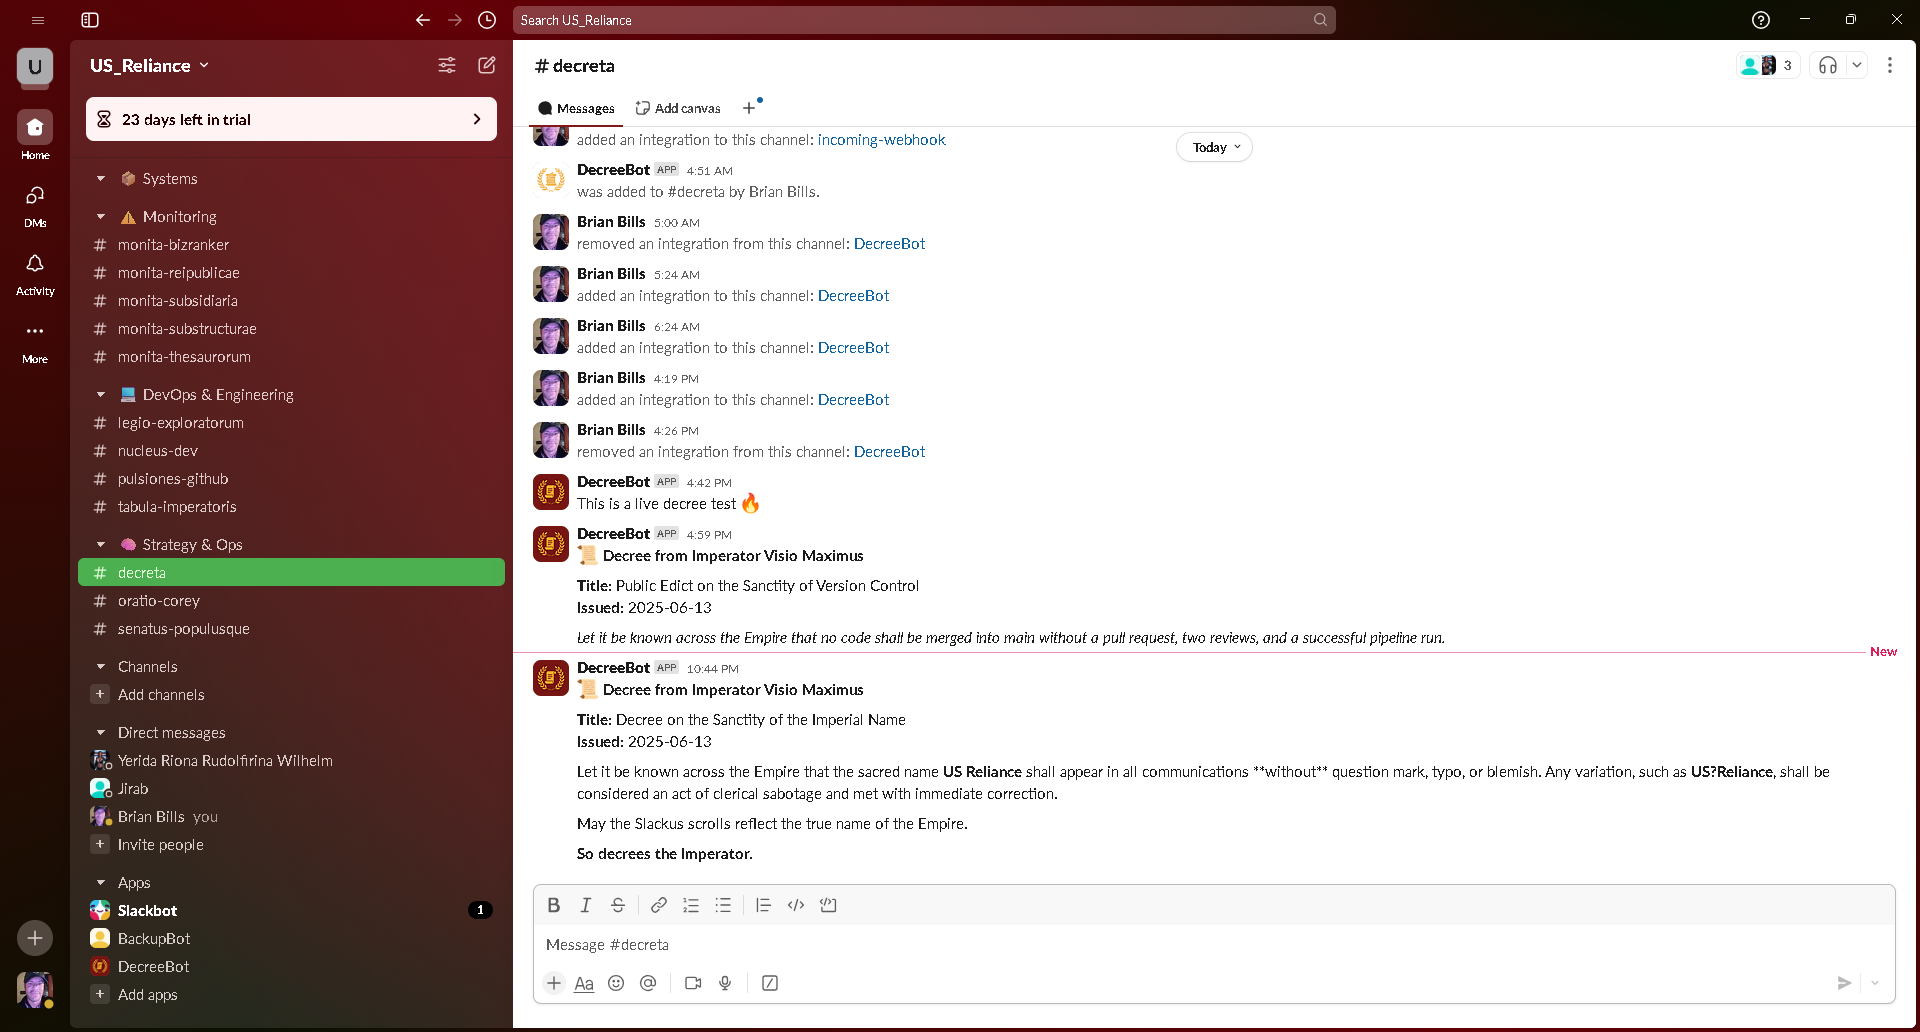 Search US_Reliance
U
Home
DMs
Activity
More
US_Reliance
23 days left in trial
Systems
Monitoring
# monita-bizranker
# monita-reipublicae
# monita-subsidiaria
# monita-substructurae
# monita-thesaurorum
DevOps & Engineering
# legio-exploratorum
# nucleus-dev
# pulsiones-github
# tabula-imperatoris
Strategy & Ops
# decreta
# oratio-corey
# senatus-populusque
Channels
+ Add channels
Direct messages
Yerida Riona Rudolfirina Wilhelm
Jirab
Brian Bills you
+ Invite people
Apps
Slackbot 1
BackupBot
DecreeBot
+ Add apps
# decreta
3
Messages Add canvas +
Today
added an integration to this channel: incoming-webhook
DecreeBot APP 4:51 AM
was added to #decreta by Brian Bills.
Brian Bills 5:00 AM
removed an integration from this channel: DecreeBot
Brian Bills 5:24 AM
added an integration to this channel: DecreeBot
Brian Bills 6:24 AM
added an integration to this channel: DecreeBot
Brian Bills 4:19 PM
added an integration to this channel: DecreeBot
Brian Bills 4:26 PM
removed an integration from this channel: DecreeBot
DecreeBot APP 4:42 PM
This is a live decree test 🔥
DecreeBot APP 4:59 PM
📜 Decree from Imperator Visio Maximus
Title: Public Edict on the Sanctity of Version Control
Issued: 2025-06-13
Let it be known across the Empire that no code shall be merged into main without a pull request, two reviews, and a successful pipeline run.
New
DecreeBot APP 10:44 PM
📜 Decree from Imperator Visio Maximus
Title: Decree on the Sanctity of the Imperial Name
Issued: 2025-06-13
Let it be known across the Empire that the sacred name US Reliance shall appear in all communications **without** question mark, typo, or blemish. Any variation, such as US?Reliance, shall be
considered an act of clerical sabotage and met with immediate correction.
May the Slackus scrolls reflect the true name of the Empire.
So decrees the Imperator.
B I S
Message #decreta
+ Aa @